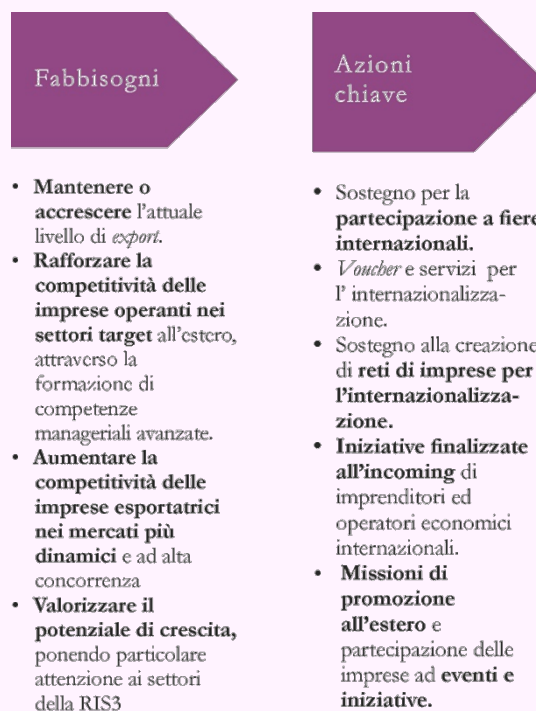 Fabbisogni
• Mantenere o
accrescere l'attuale
livello di export.
• Rafforzare la
competitività delle
imprese operanti nei
settori target all'estero,
attraverso la
formazione di
competenze
manageriali avanzate.
• Aumentare la
competitività delle
imprese esportatrici
nei mercati più
dinamici e ad alta
concorrenza
• Valorizzare il
potenziale di crescita,
ponendo particolare
attenzione ai settori
della RIS3
Azioni
chiave
• Sostegno per la
partecipazione a fiere
internazionali.
• Voucher e servizi per
l' internazionalizza-
zione.
• Sostegno alla creazione
di reti di imprese per
l'internazionalizza-
zione.
• Iniziative finalizzate
all'incoming di
imprenditori ed
operatori economici
internazionali.
• Missioni di
promozione
all'estero e
partecipazione delle
imprese ad eventi e
iniziative.